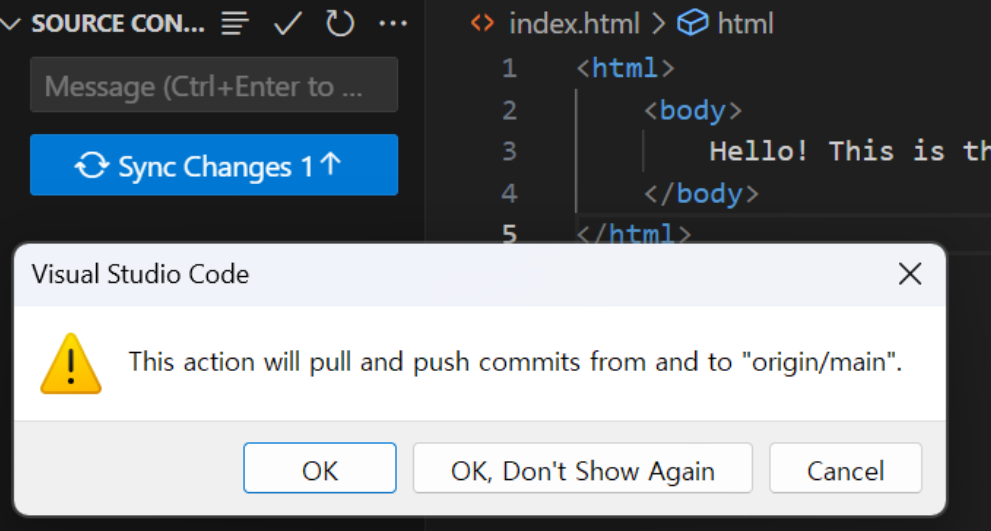 SOURCE CON...
Message (Ctrl+Enter to ...
Sync Changes 1↑
index.html > html
1 <html>
2 <body>
3 Hello! This is th
4 </body>
5 </html>
Visual Studio Code
This action will pull and push commits from and to "origin/main".
OK
OK, Don't Show Again
Cancel